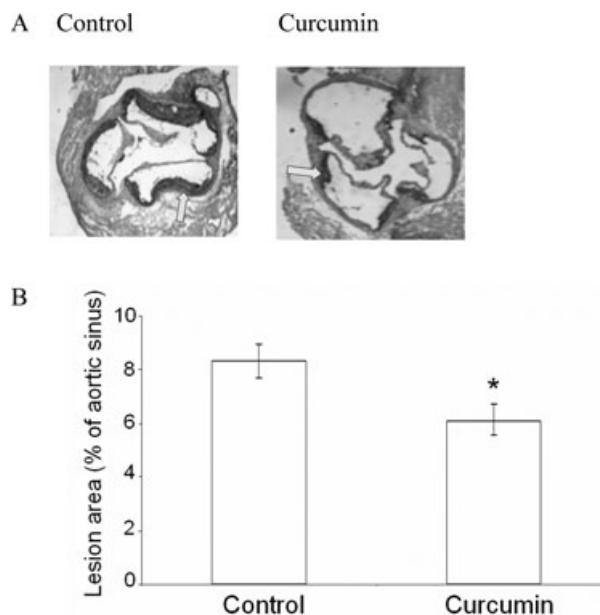 A Control Curcumin
B
Lesion area (% of aortic sinus)
10
8
6
4
2
0
*
Control Curcumin